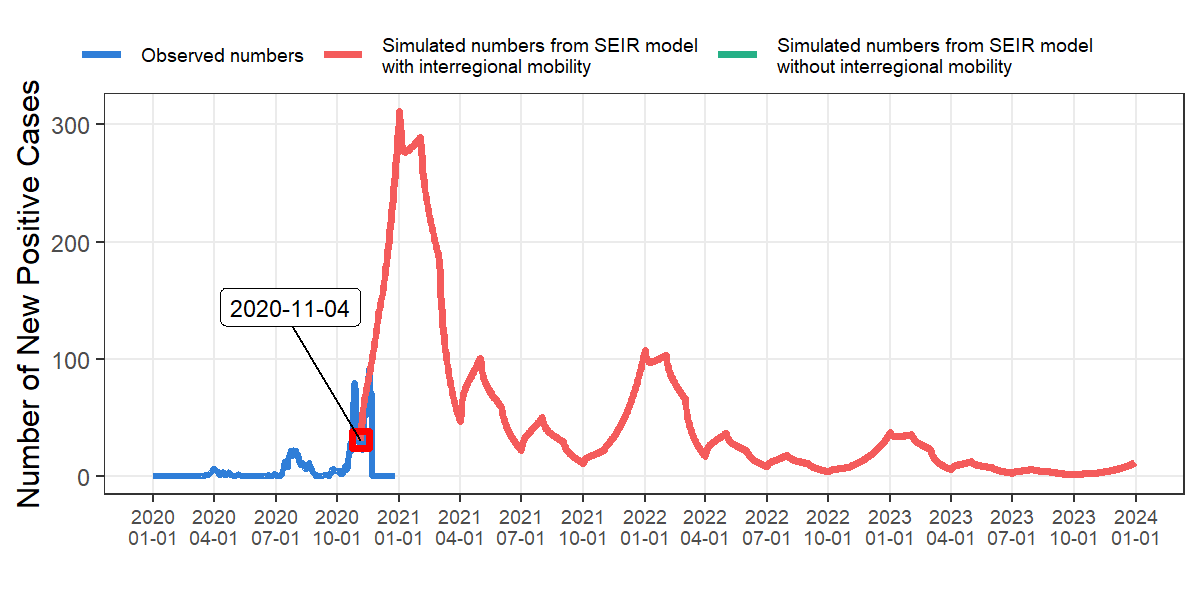 Observed numbers
Simulated numbers from SEIR model
with interregional mobility
Simulated numbers from SEIR model
without interregional mobility
Number of New Positive Cases
300
200
100
0
2020-11-04
2020 2020 2020 2020 2021 2021 2021 2021 2022 2022 2022 2022 2023 2023 2023 2023 2024
01-01 04-01 07-01 10-01 01-01 04-01 07-01 10-01 01-01 04-01 07-01 10-01 01-01 04-01 07-01 10-01 01-01